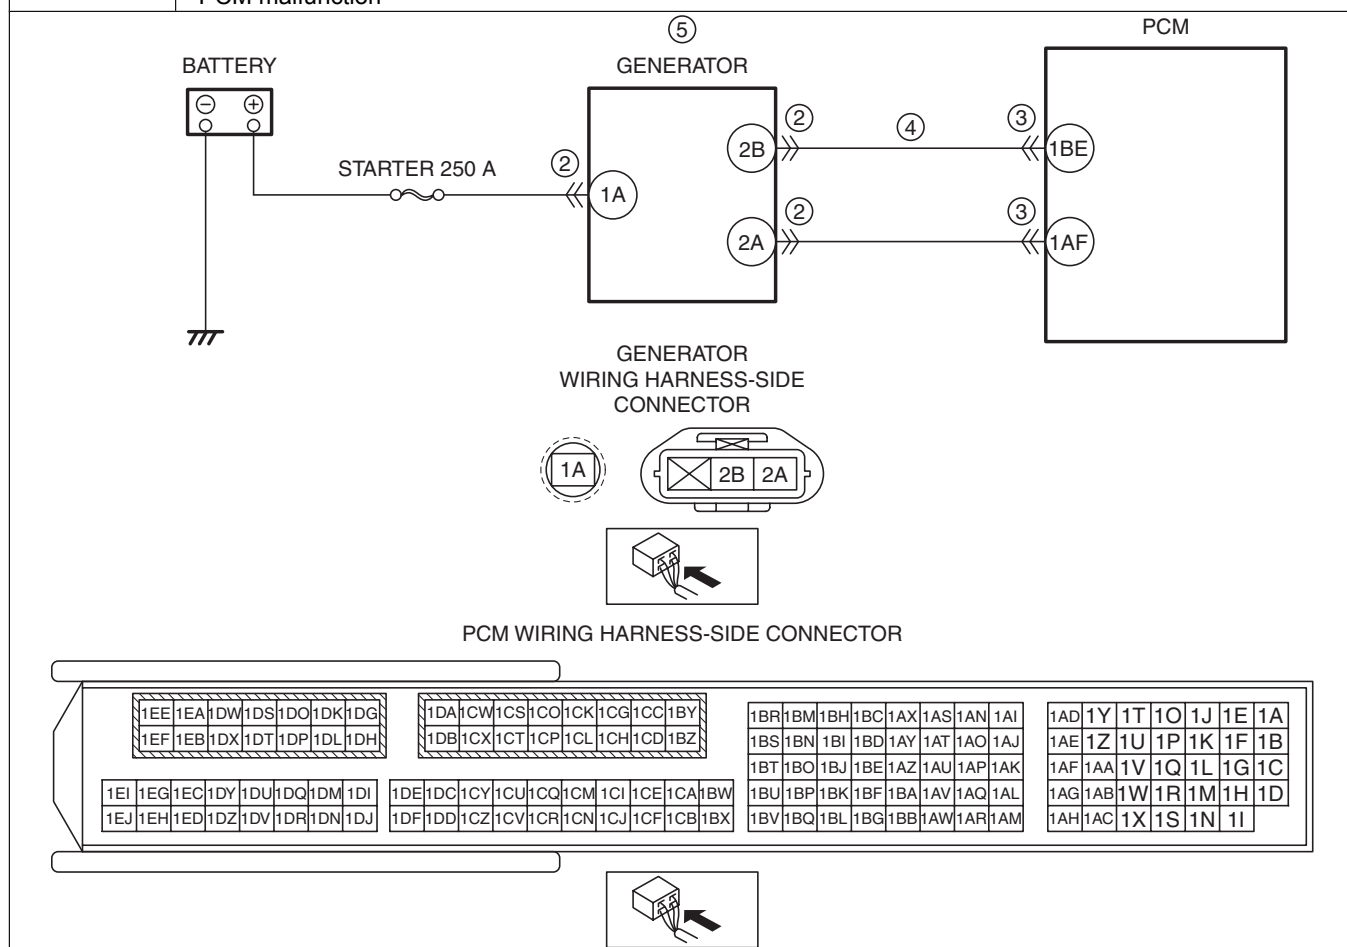 PCM malfunction
⑤ PCM
BATTERY GENERATOR
⊖ ⊕
② ④ ③
2B 1BE
STARTER 250 A ②
1A
② ③
2A 1AF
GENERATOR
WIRING HARNESS-SIDE
CONNECTOR
1A 2B 2A
PCM WIRING HARNESS-SIDE CONNECTOR
1EE 1EA 1DW 1DS 1DO 1DK 1DG 1DA 1CW 1CS 1CO 1CK 1CG 1CC 1BY 1BR 1BM 1BH 1BC 1AX 1AS 1AN 1AI 1AD 1Y 1T 1O 1J 1E 1A
1EF 1EB 1DX 1DT 1DP 1DL 1DH 1DB 1CX 1CT 1CP 1CL 1CH 1CD 1BZ 1BS 1BN 1BI 1BD 1AY 1AT 1AO 1AJ 1AE 1Z 1U 1P 1K 1F 1B
1BT 1BO 1BJ 1BE 1AZ 1AU 1AP 1AK 1AF 1AA 1V 1Q 1L 1G 1C
1EI 1EG 1EC 1DY 1DU 1DQ 1DM 1DI 1DE 1DC 1CY 1CU 1CQ 1CM 1CI 1CE 1CA 1BW 1BU 1BP 1BK 1BF 1BA 1AV 1AQ 1AL 1AG 1AB 1W 1R 1M 1H 1D
1EJ 1EH 1ED 1DZ 1DV 1DR 1DN 1DJ 1DF 1DD 1CZ 1CV 1CR 1CN 1CJ 1CF 1CB 1BX 1BV 1BQ 1BL 1BG 1BB 1AW 1AR 1AM 1AH 1AC 1X 1S 1N 1I